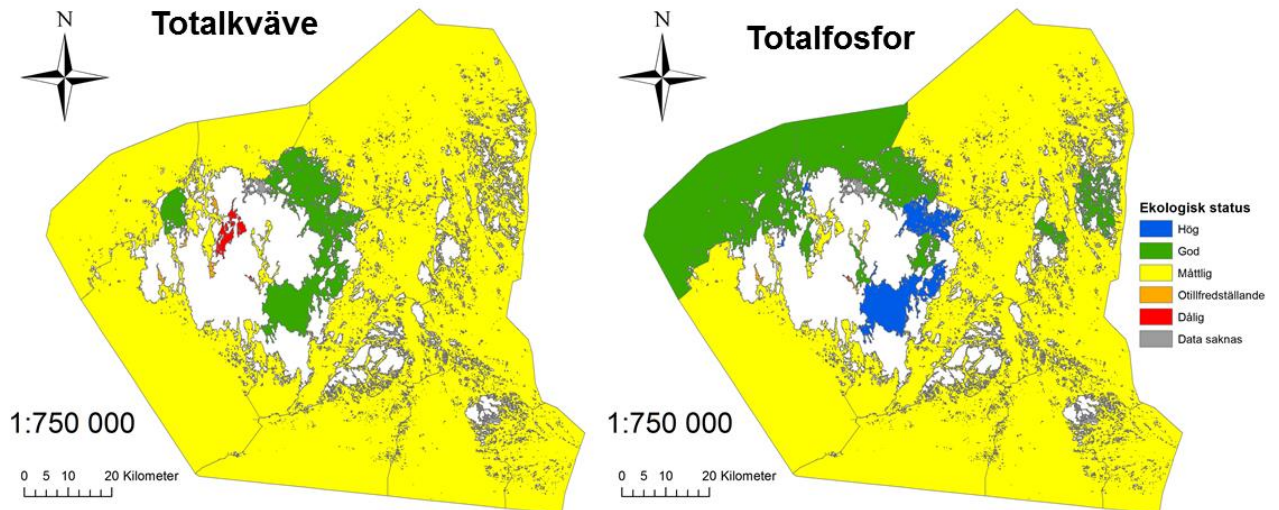 N
Totalkväve
1:750 000
0 5 10 20 Kilometer
N
Totalfosfor
1:750 000
0 5 10 20 Kilometer
Ekologisk status
Hög
God
Måttlig
Otillfredställande
Dålig
Data saknas